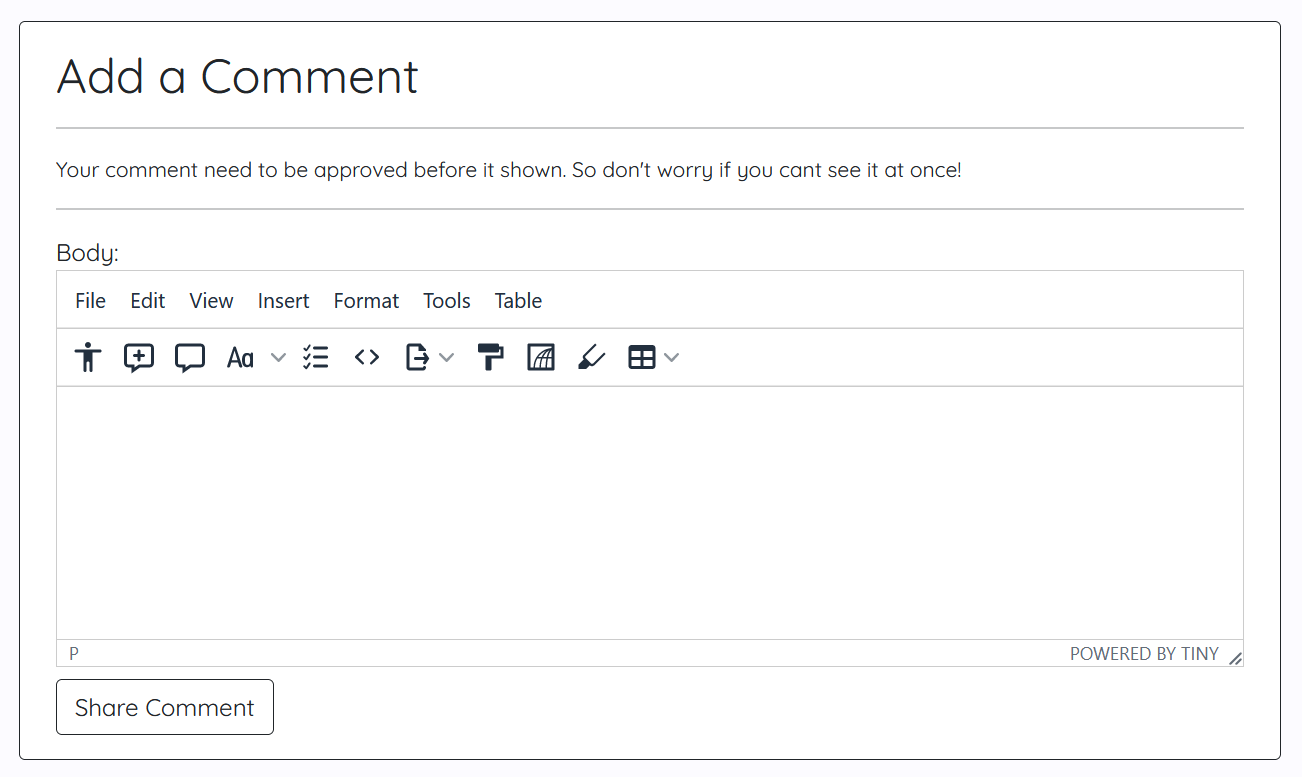 Add a Comment
Your comment need to be approved before it shown. So don't worry if you cant see it at once!
Body:
File Edit View Insert Format Tools Table
Aa
P POWERED BY TINY
Share Comment